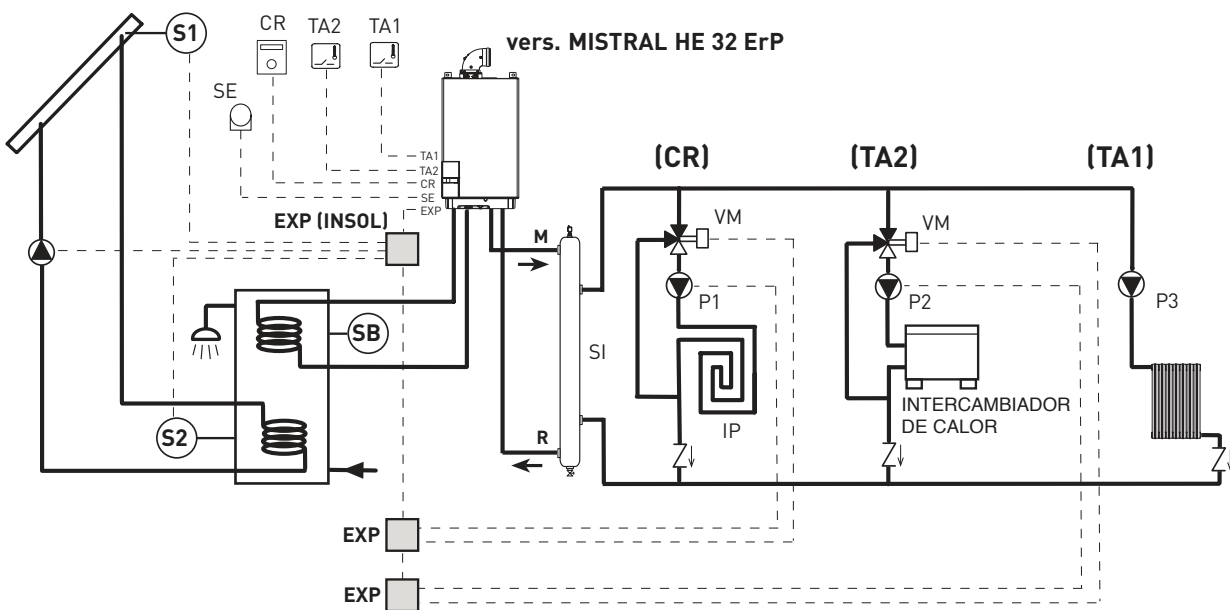 S1
CR
TA2
TA1
vers. MISTRAL HE 32 ErP
SE
TA1
TA2
CR
SE
EXP
EXP (INSOL)
(CR)
(TA2)
(TA1)
VM
VM
M
P1
P2
P3
SB
SI
S2
R
IP
INTERCAMBIADOR
DE CALOR
EXP
EXP